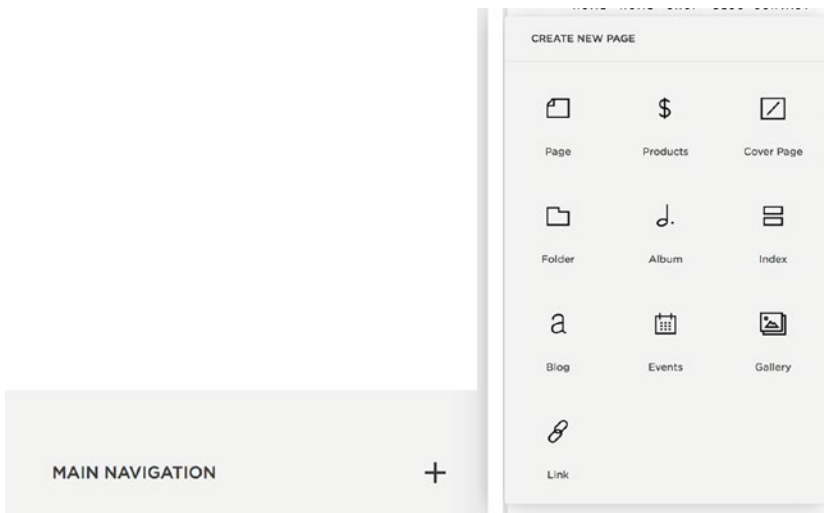 CREATE NEW PAGE
$
Page Products Cover Page
Folder Album Index
a
Blog Events Gallery
Link
MAIN NAVIGATION +